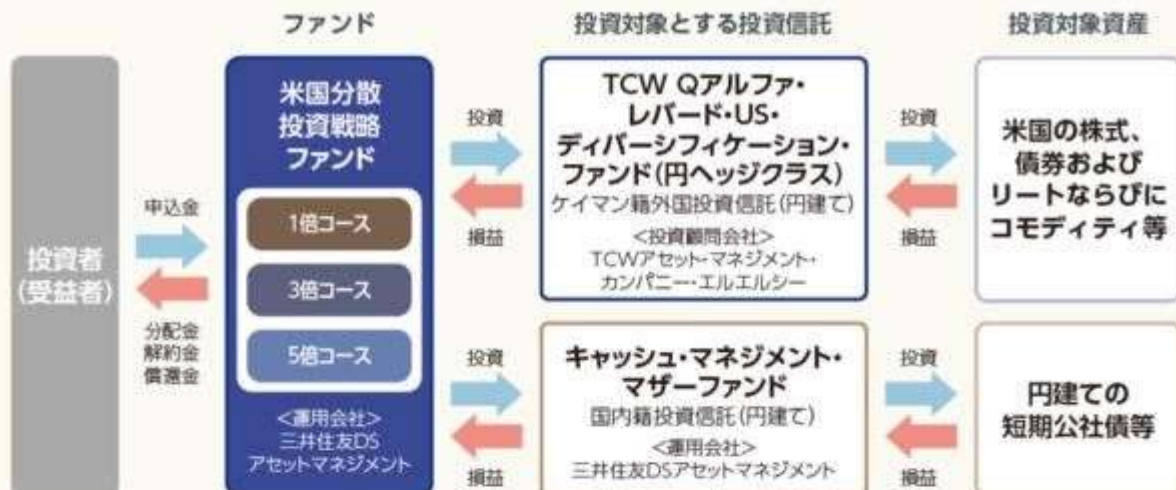 ファンド
投資対象とする投資信託
投資対象資産
投資者
(受益者)
申込金
分配金
解約金
償還金
米国分散
投資戦略
ファンド
1倍コース
3倍コース
5倍コース
<運用会社>
三井住友DS
アセットマネジメント
投資
損益
投資
損益
TCW Qアルファ・
レバード・US・
ディバーシフィケーション・
ファンド(円ヘッジクラス)
ケイマン籍外国投資信託(円建て)
<投資顧問会社>
TCWアセット・マネジメント・
カンパニー・エルエルシー
キャッシュ・マネジメント・
マザーファンド
国内籍投資信託(円建て)
<運用会社>
三井住友DSアセットマネジメント
投資
損益
投資
損益
米国の株式、
債券および
リートならびに
コモディティ等
円建ての
短期公社債等